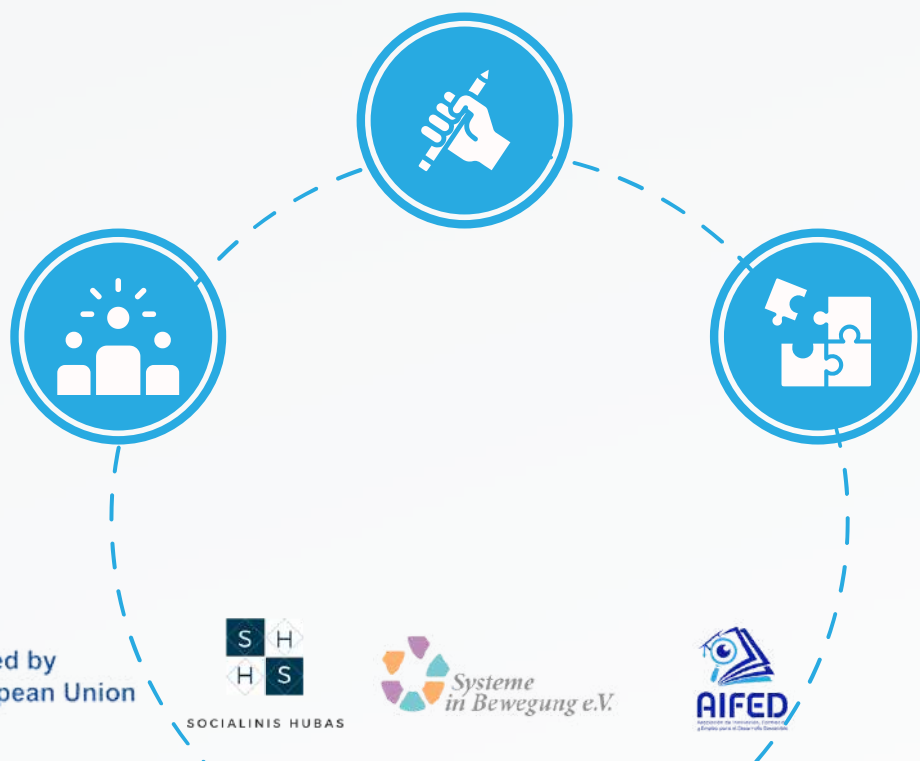 ed by
pean Union
S H
H S
SOCIALINIS HUBAS
Systeme
in Bewegung e.V.
AIFED